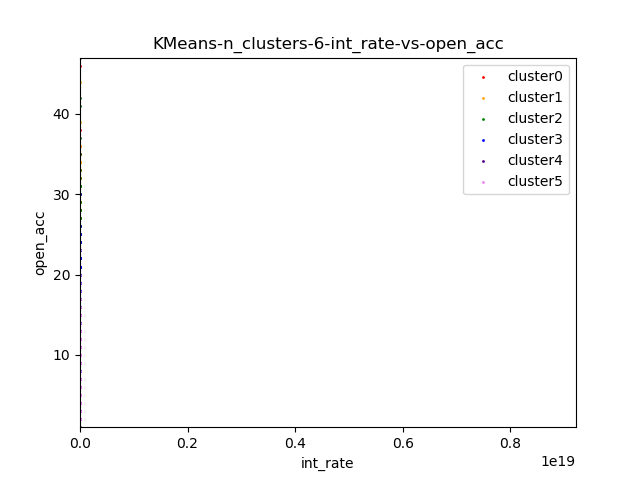 KMeans-n_clusters-6-int_rate-vs-open_acc
cluster0
cluster1
cluster2
cluster3
cluster4
cluster5
40
30
20
10
open_acc
0.0 0.2 0.4 0.6 0.8
1e19
int_rate